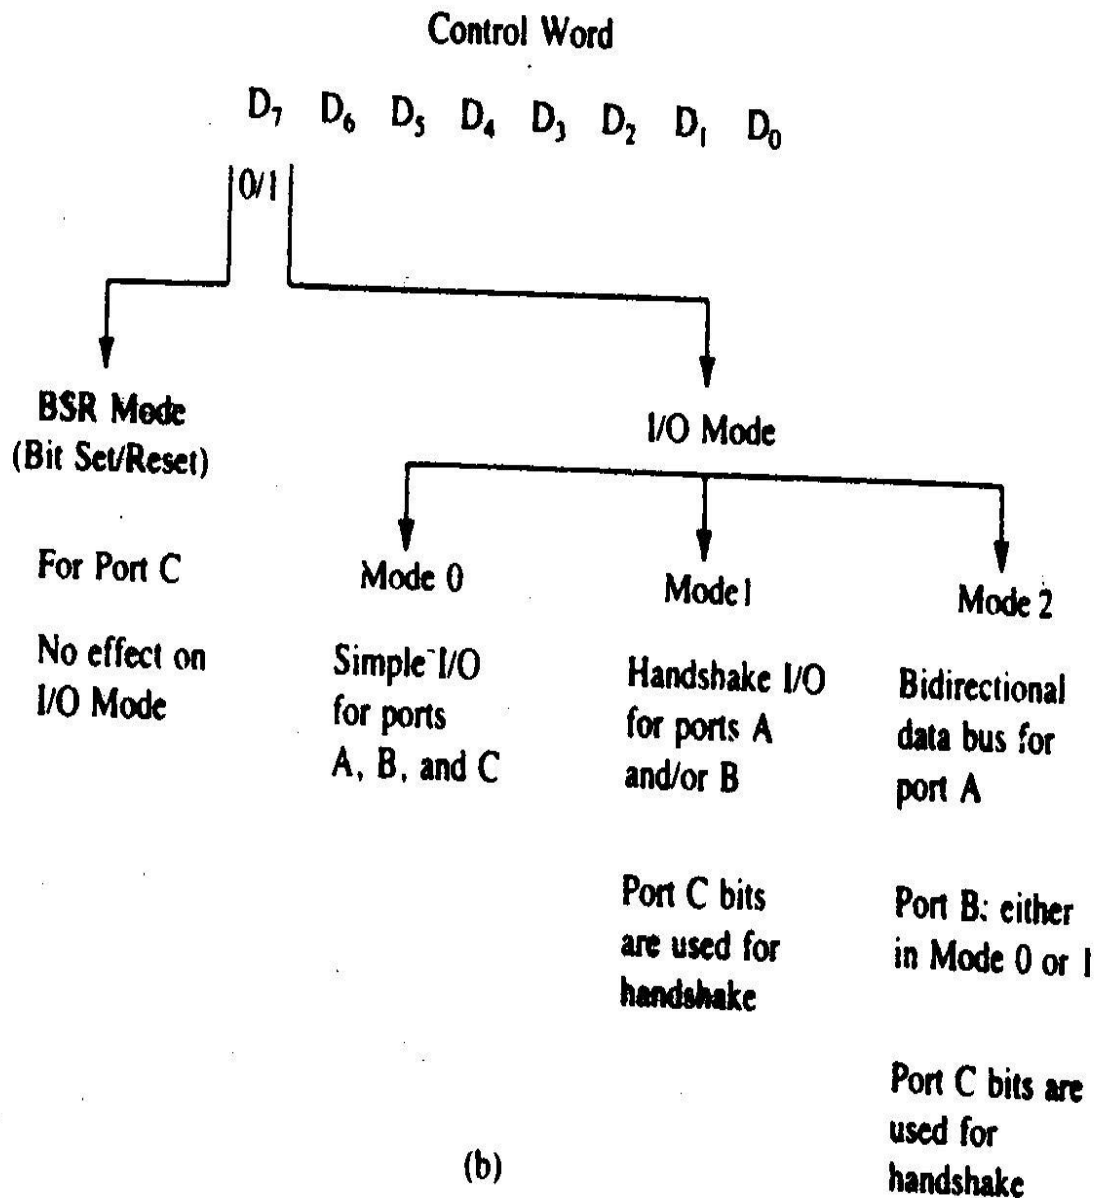 Control Word
D₇ D₆ D₅ D₄ D₃ D₂ D₁ D₀
0/1
BSR Mode
(Bit Set/Reset)
For Port C
No effect on
I/O Mode
I/O Mode
Mode 0
Simple I/O
for ports
A, B, and C
Mode 1
Handshake I/O
for ports A
and/or B
Port C bits
are used for
handshake
Mode 2
Bidirectional
data bus for
port A
Port B: either
in Mode 0 or 1
Port C bits are
used for
handshake
(b)